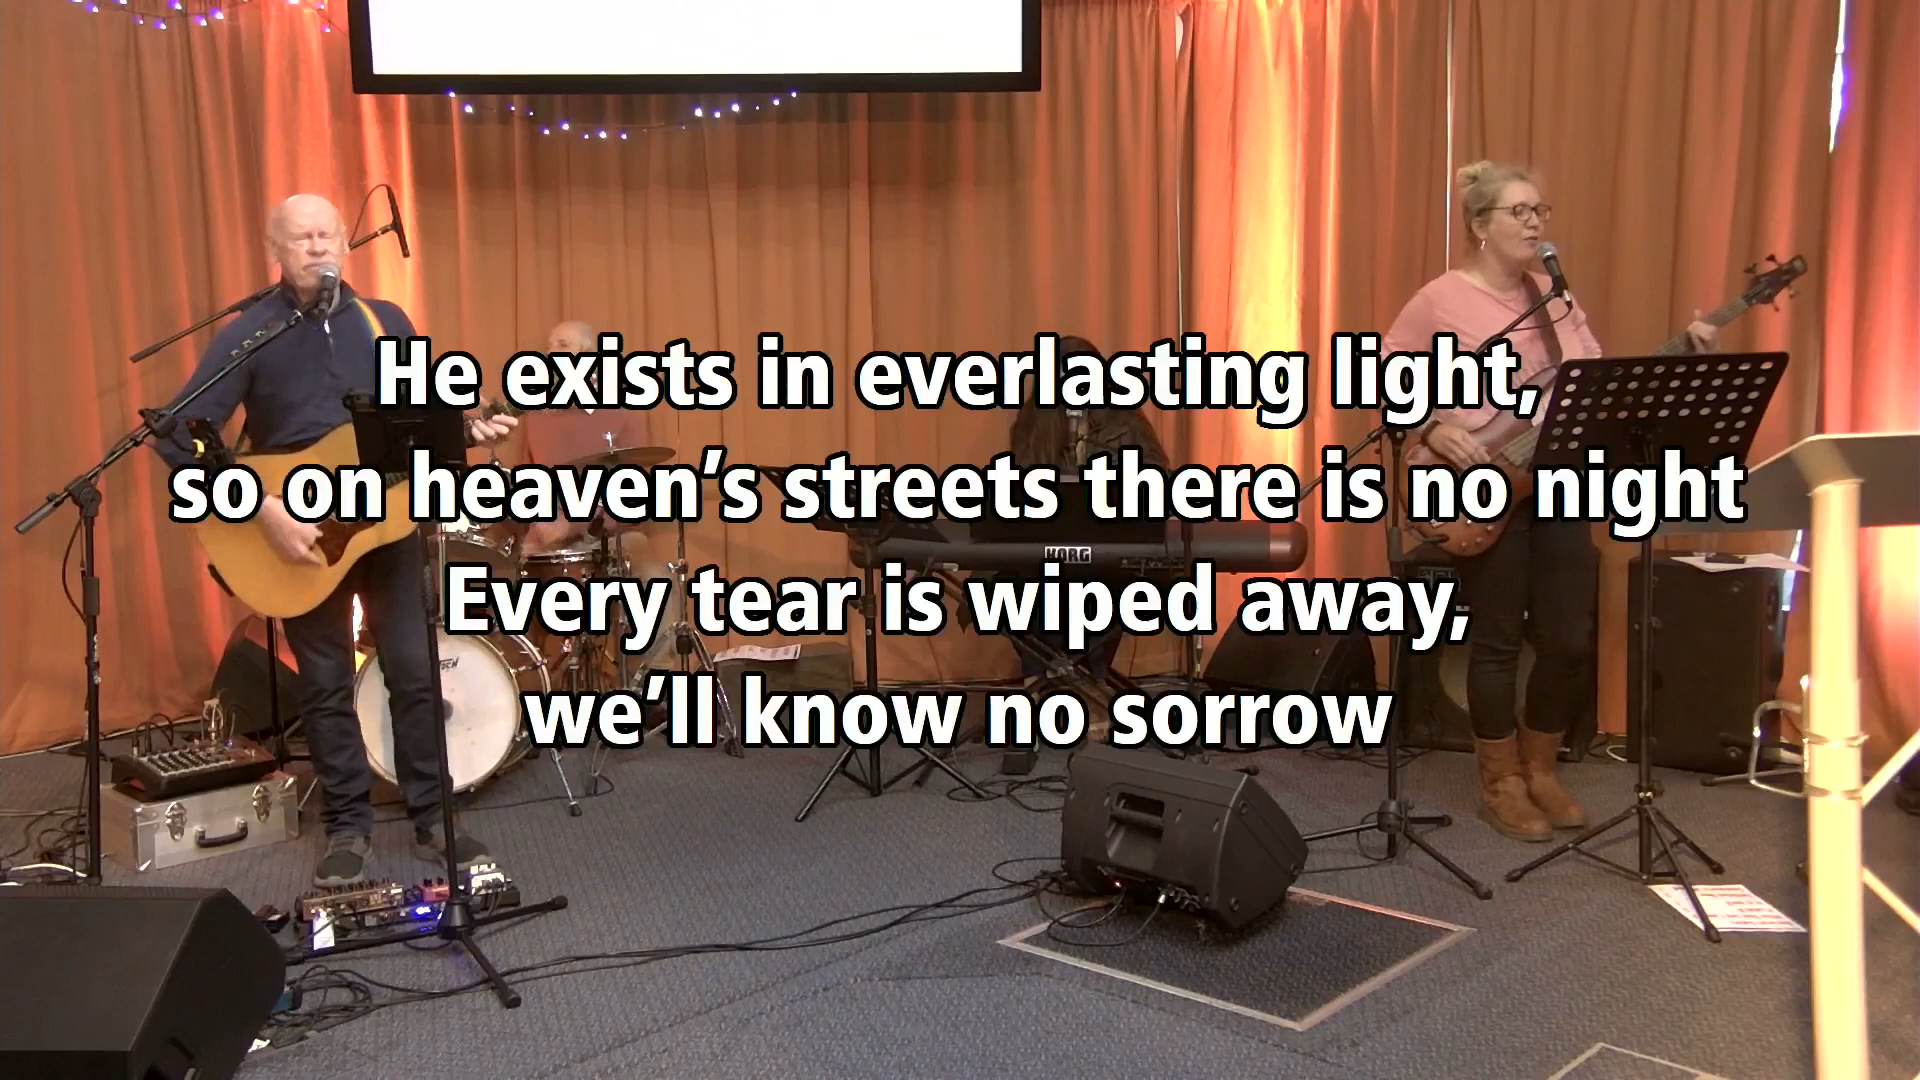 He exists in everlasting light,
so on heaven’s streets there is no night
KORG
Every tear is wiped away,
we’ll know no sorrow